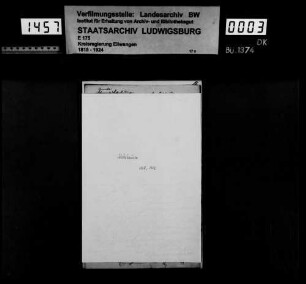 1457
Verfilmungsstelle: Landesarchiv BW
Institut für Erhaltung von Archiv- und Bibliotheksgut
STAATSARCHIV LUDWIGSBURG
E 175
Kreisregierung Ellwangen
1818 - 1924
0003
DK
Bü 1374